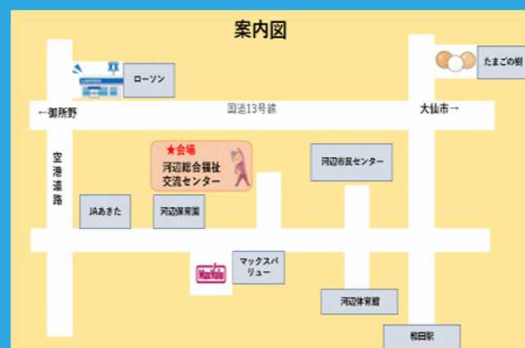 案内図
たまごの樹
ローソン
国道13号線
←御所野
大仙市→
空港道路
★会場
河辺総合福祉
交流センター
河辺市民センター
JAあきた
河辺保育園
マックスバ
リュー
MaxValu
河辺体育館
和田駅